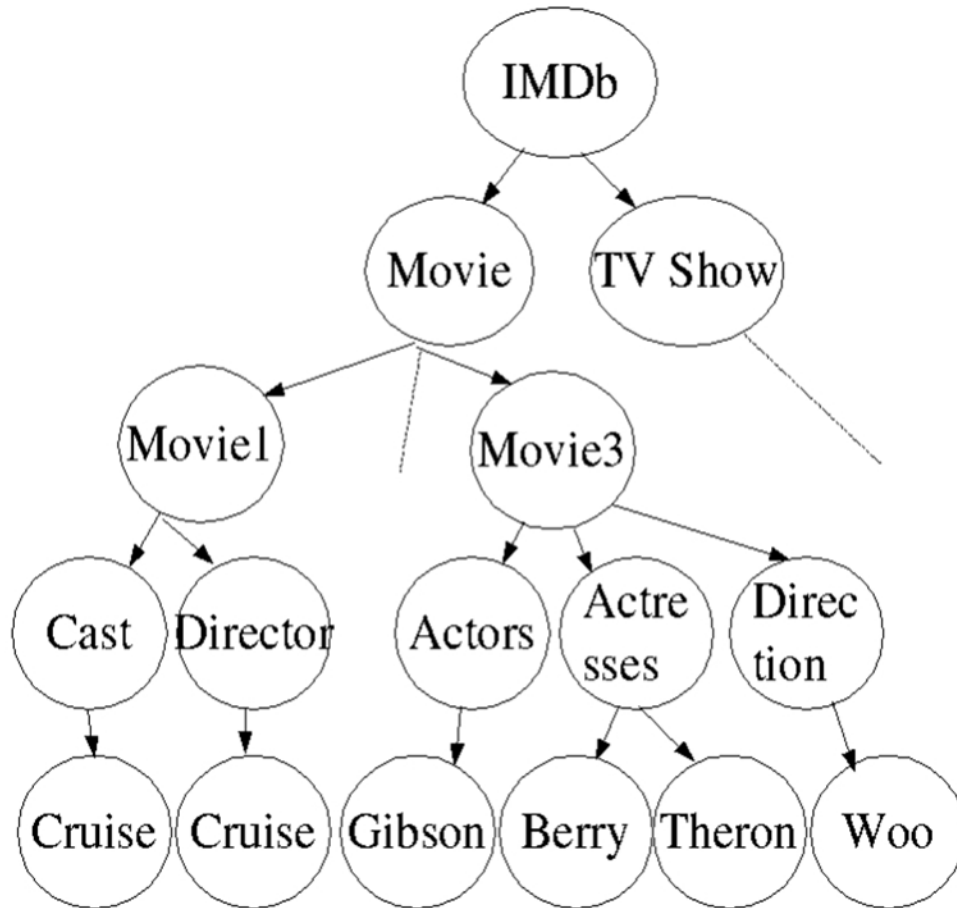 IMDb
Movie
TV Show
Movie1
Movie3
Cast
Director
Actors
Actre
sses
Direc
tion
Cruise
Cruise
Gibson
Berry
Theron
Woo